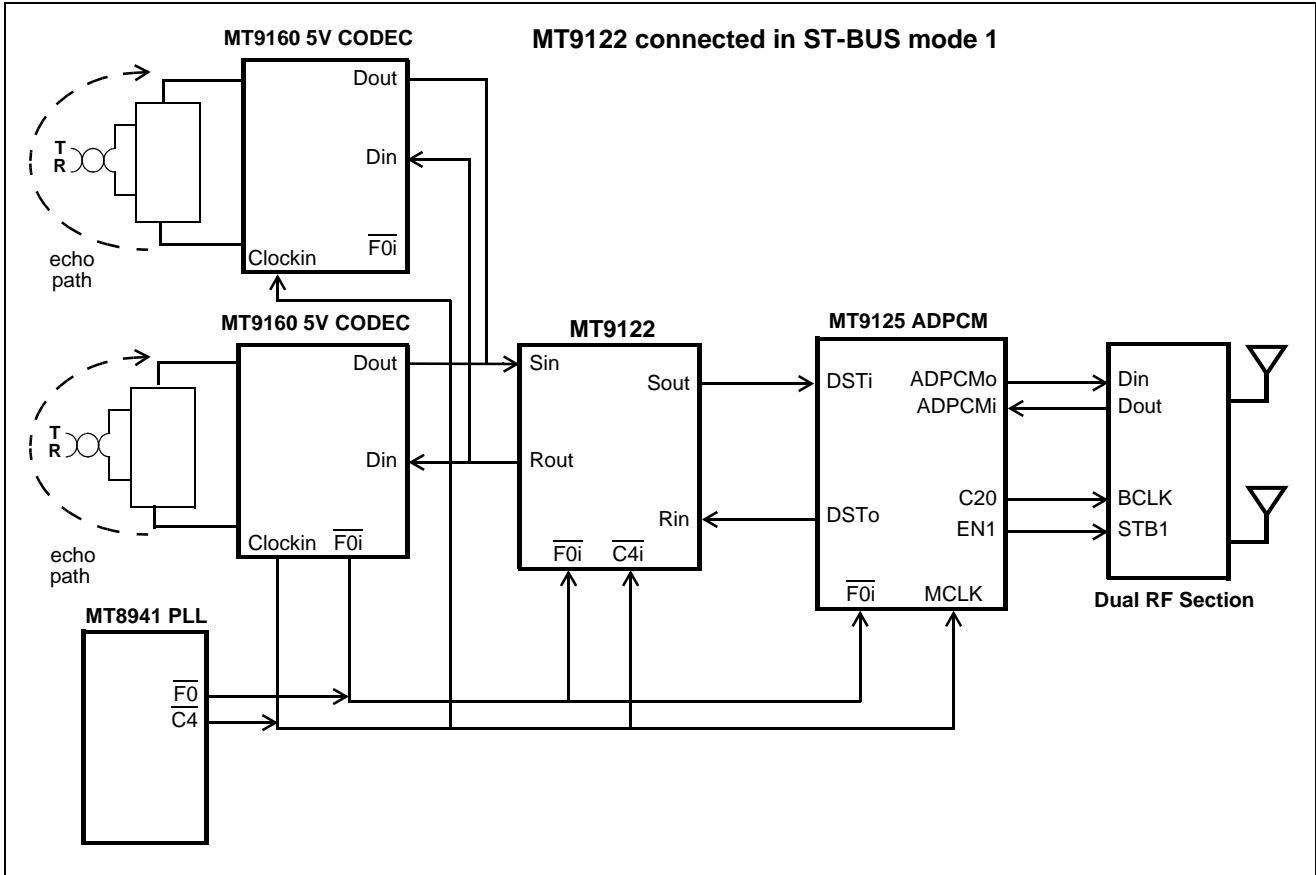 MT9122 connected in ST-BUS mode 1
MT9160 5V CODEC
Dout
Din
F0i
Clockin
T
R
echo
path
MT9160 5V CODEC
Dout
Din
Clockin F0i
T
R
echo
path
MT9122
Sin
Sout
Rout
Rin
F0i C4i
MT9125 ADPCM
DSTi ADPCMo
ADPCMi
C20
DSTo EN1
F0i MCLK
Din
Dout
BCLK
STB1
Dual RF Section
MT8941 PLL
F0
C4